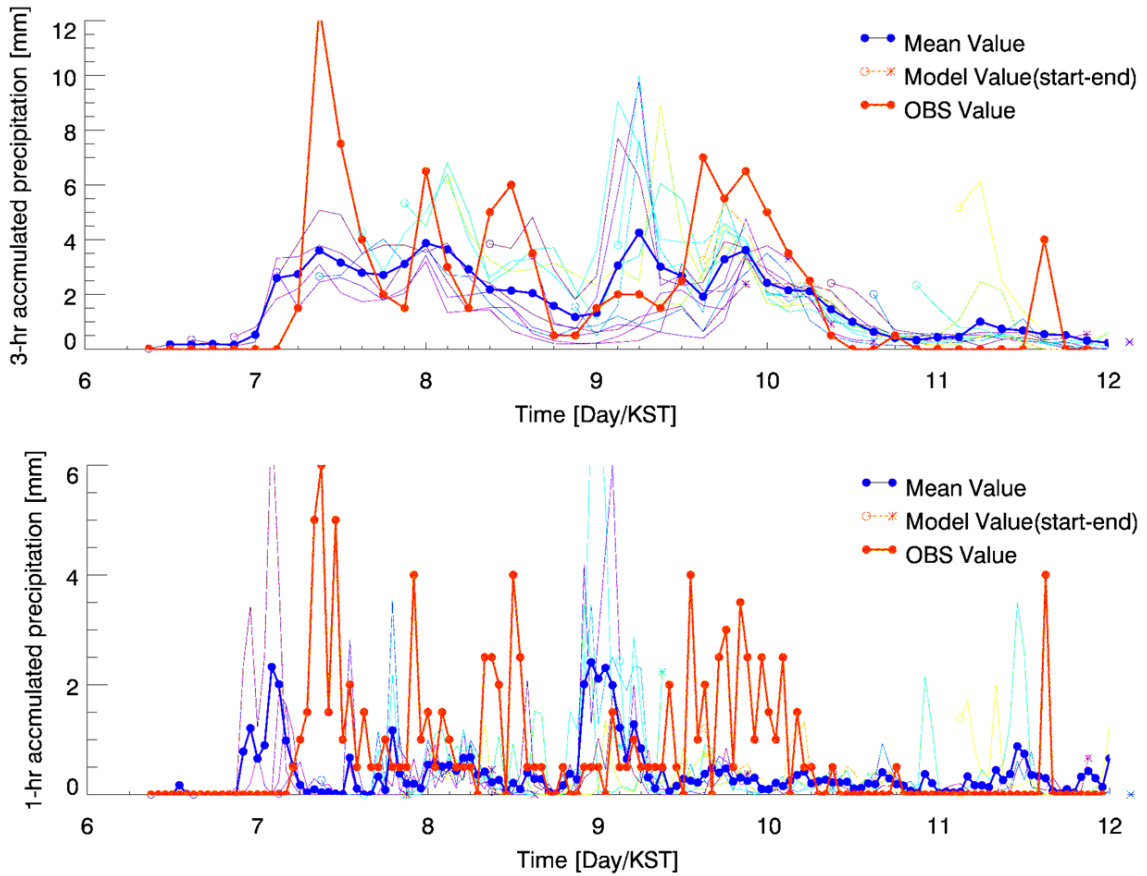 3-hr accumulated precipitation [mm]
12
10
8
6
4
2
0
Mean Value
Model Value(start-end)
OBS Value
6 7 8 9 10 11 12
Time [Day/KST]
1-hr accmulated precipitation [mm]
6
4
2
0
Mean Value
Model Value(start-end)
OBS Value
6 7 8 9 10 11 12
Time [Day/KST]